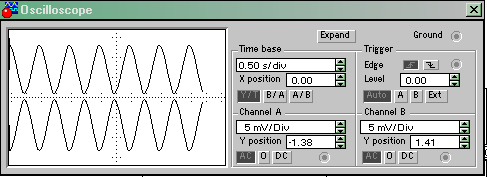 Oscilloscope
Expand
Ground
Time base
Trigger
0.50 s/div
Edge
X position 0.00
Level 0.00
Y/T B/A A/B
Auto A B Ext
Channel A
Channel B
5 mV/Div
5 mV/Div
Y position -1.38
Y position 1.41
AC 0 DC
AC 0 DC